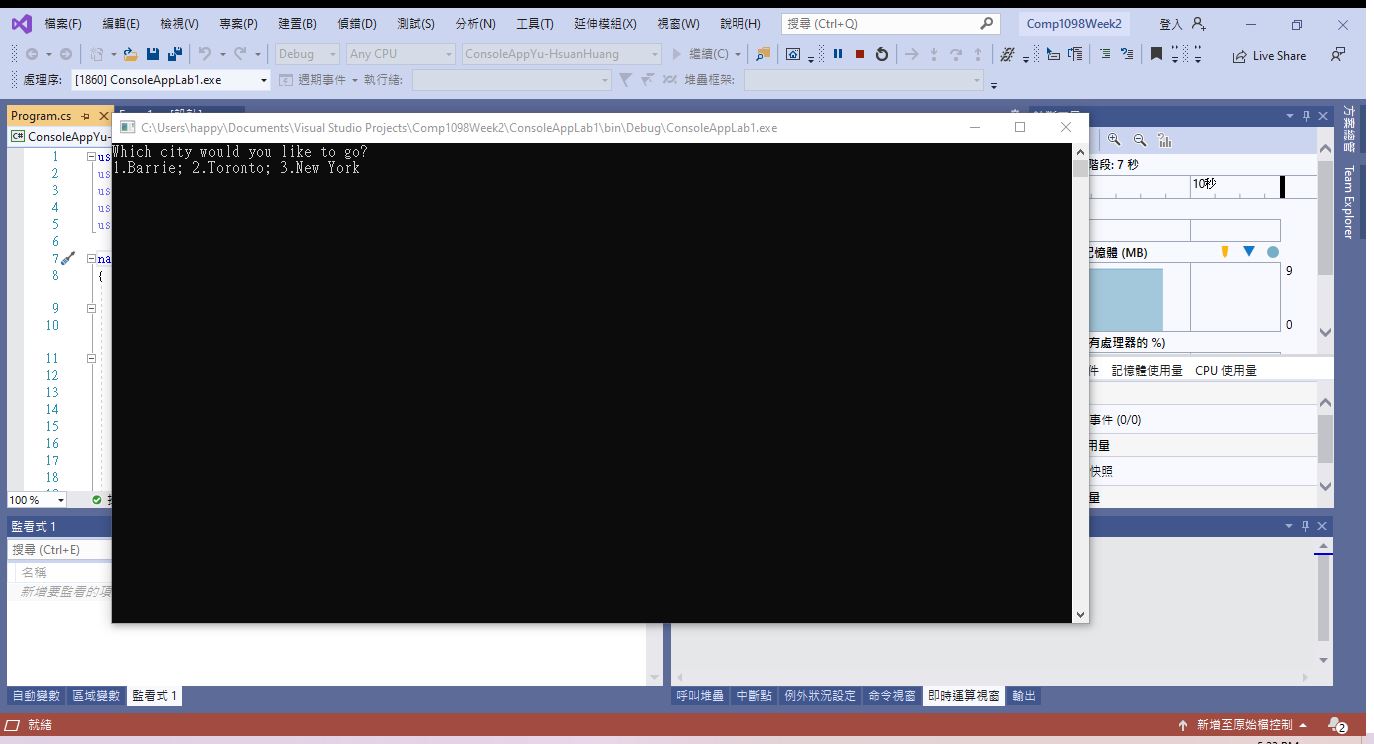 檔案(F) 編輯(E) 檢視(V) 專案(P) 建置(B) 偵錯(D) 測試(S) 分析(N) 工具(T) 延伸模組(X) 視窗(W) 說明(H) 搜尋 (Ctrl+Q) Comp1098Week2 登入
Debug Any CPU ConsoleAppYu-HsuanHuang 繼續(C) Live Share
處理序: [1860] ConsoleAppLab1.exe 週期事件 執行緒: 堆疊框架:
Program.cs
C# ConsoleAppYu-
C:\Users\happy\Documents\Visual Studio Projects\Comp1098Week2\ConsoleAppLab1\bin\Debug\ConsoleAppLab1.exe
Which city would you like to go?
1.Barrie; 2.Toronto; 3.New York
1 us
2 us
3 us
4 us
5 us
6
7 na
8 {
9
10
11
12
13
14
15
16
17
18
100 %
階段: 7 秒
10秒
記憶體 (MB)
9
0
有處理器的 %)
件 記憶體使用量 CPU 使用量
事件 (0/0)
用量
快照
量
方案總管
Team Explorer
監看式 1
搜尋 (Ctrl+E)
名稱
新增要監看的項
自動變數 區域變數 監看式 1
呼叫堆疊 中斷點 例外狀況設定 命令視窗 即時運算視窗 輸出
就緒 新增至原始檔控制 2